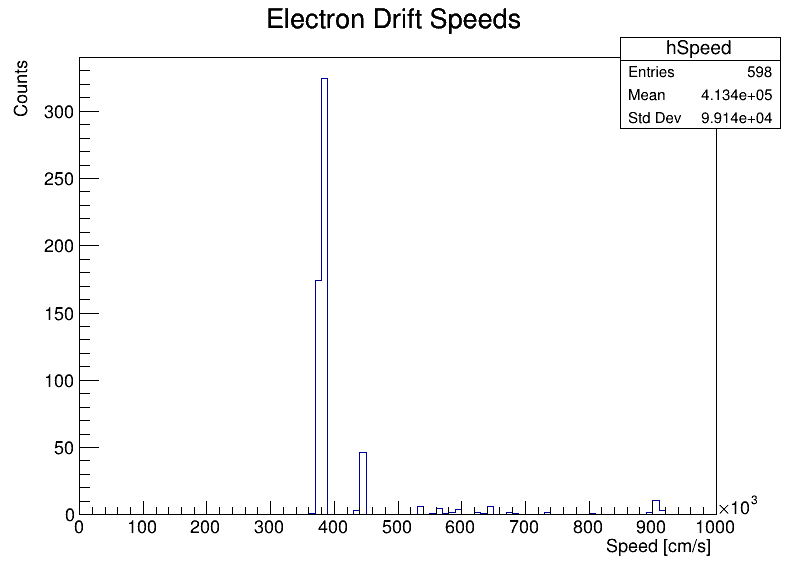 Electron Drift Speeds
hSpeed
Entries 598
Mean 4.134e+05
Std Dev 9.914e+04
Counts
300
250
200
150
100
50
0
0 100 200 300 400 500 600 700 800 900 1000
×10³
Speed [cm/s]